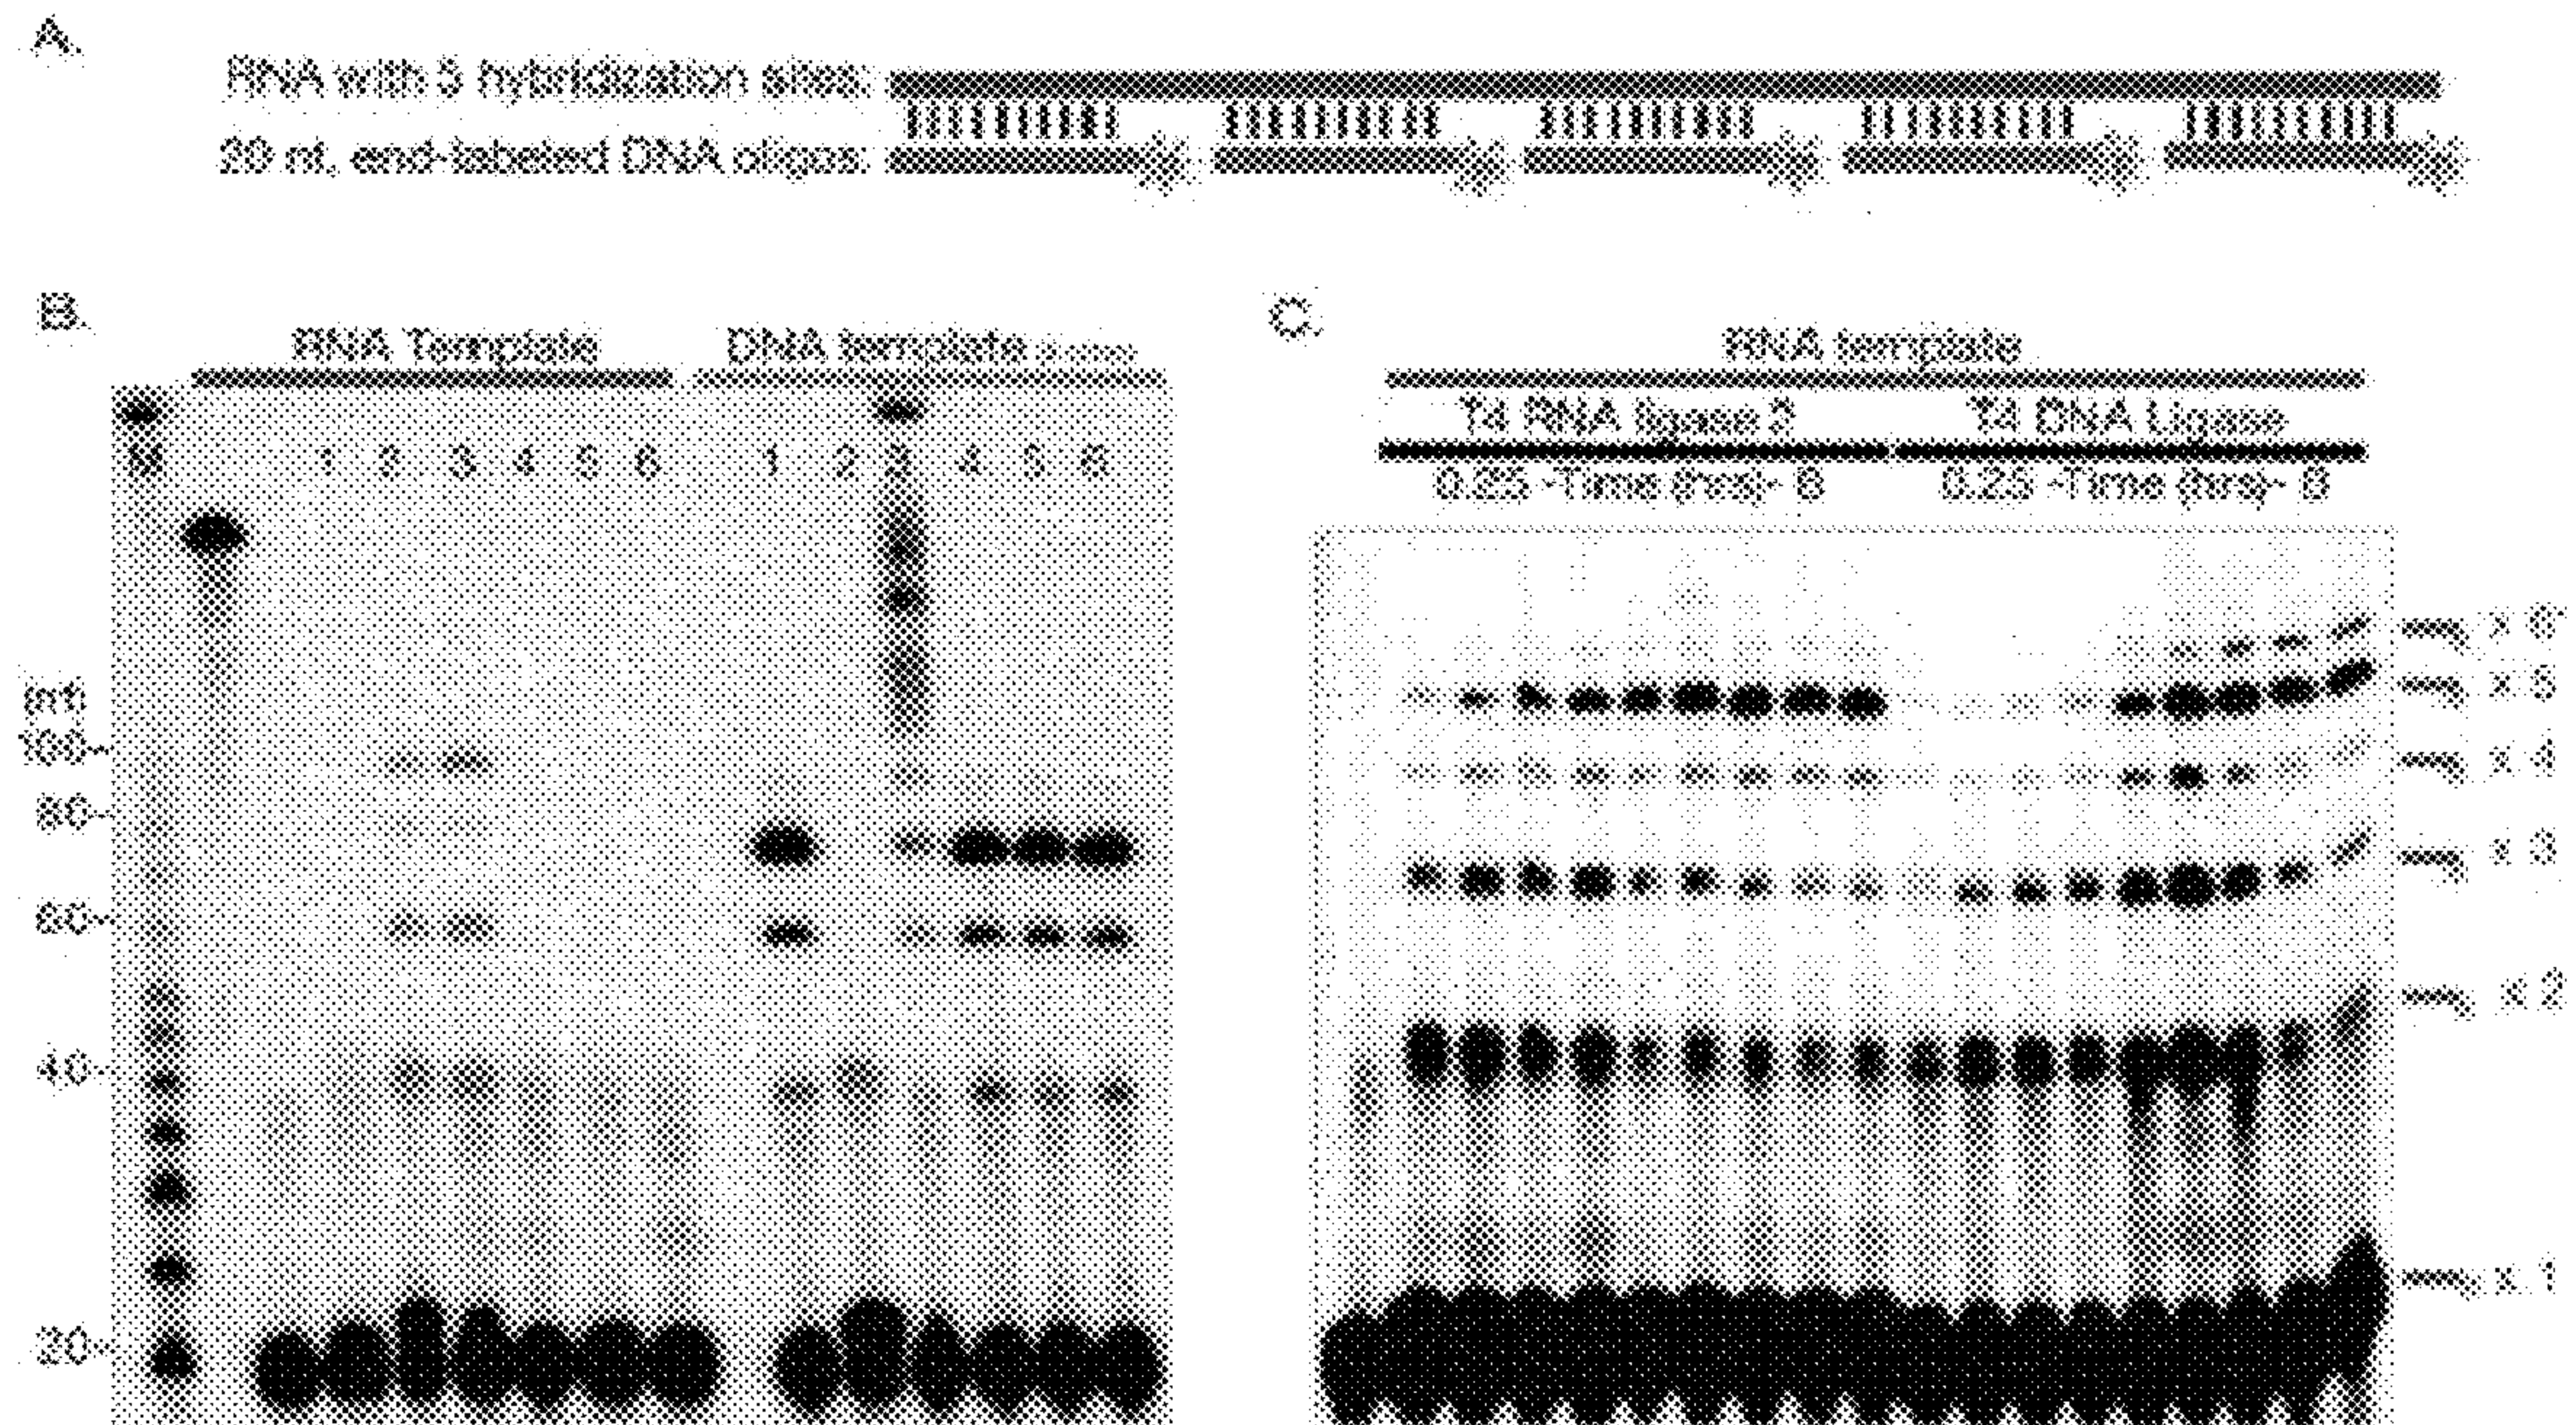 A.
RNA with 5 hybridization sites:
20 nt. end-labeled DNA oligos:
B.
RNA Template
DNA template
M 1 2 3 4 5 6 1 2 3 4 5 6
(nt)
100-
80-
60-
40-
20-
C.
RNA template
T4 RNA ligase 2 T4 DNA Ligase
0.25 -Time (hrs)- 8 0.25 -Time (hrs)- 8
x 6
x 5
x 4
x 3
x 2
x 1